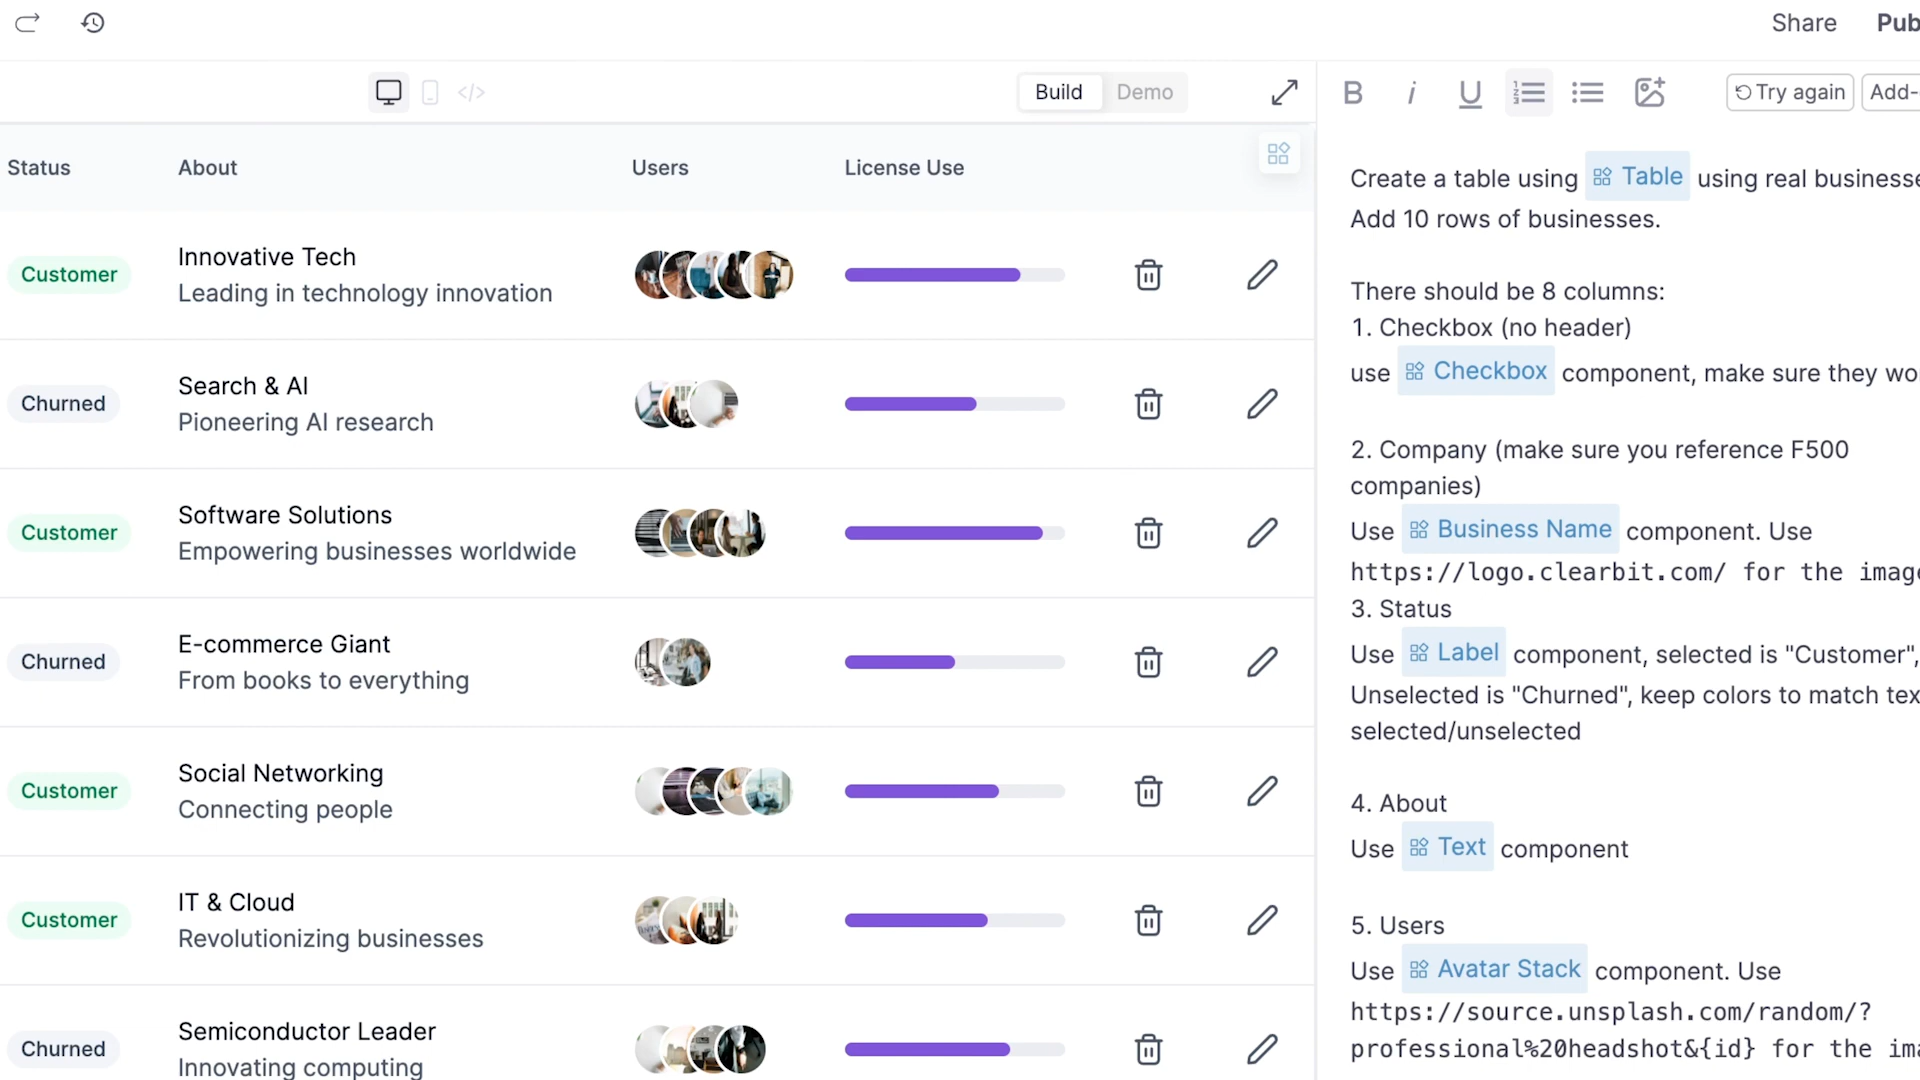 Share
Build
Demo
Try again
Status
About
Users
License Use
Customer
Innovative Tech
Leading in technology innovation
Churned
Search & AI
Pioneering AI research
Customer
Software Solutions
Empowering businesses worldwide
Churned
E-commerce Giant
From books to everything
Customer
Social Networking
Connecting people
Customer
IT & Cloud
Revolutionizing businesses
Churned
Semiconductor Leader
Innovating computing
Create a table using Table using real
Add 10 rows of businesses.
There should be 8 columns:
1. Checkbox (no header)
use Checkbox component, make sure they
2. Company (make sure you reference F500
companies)
Use Business Name component. Use
https://logo.clearbit.com/ for the
3. Status
Use Label component, selected is "Customer",
Unselected is "Churned", keep colors to match
selected/unselected
4. About
Use Text component
5. Users
Use Avatar Stack component. Use
https://source.unsplash.com/random/?
professional%20headshot&{id} for the